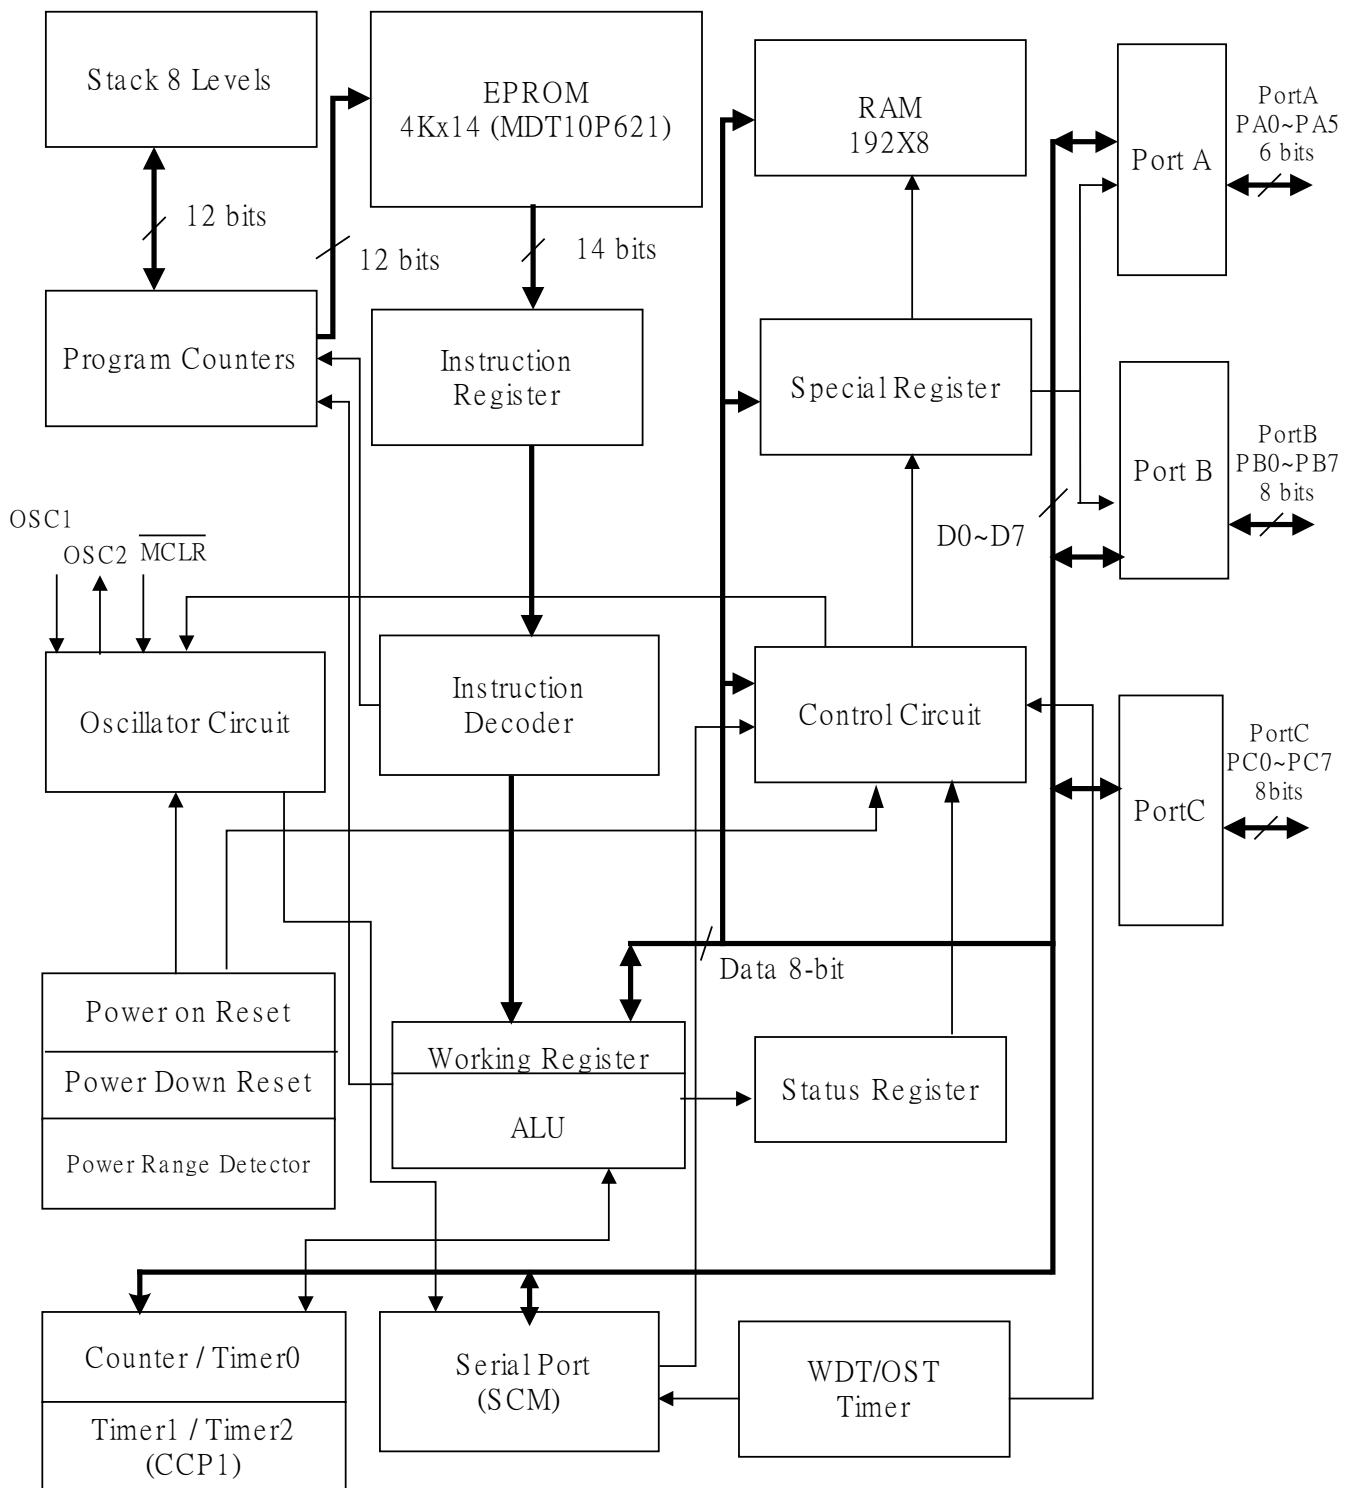 Stack 8 Levels
EPROM
4Kx14 (MDT10P621)
RAM
192X8
Port A
PortA
PA0~PA5
6 bits
12 bits
12 bits
14 bits
Program Counters
Instruction
Register
Special Register
Port B
PortB
PB0~PB7
8 bits
D0~D7
OSC1
OSC2
MCLR
Oscillator Circuit
Instruction
Decoder
Control Circuit
PortC
PortC
PC0~PC7
8bits
Data 8-bit
Power on Reset
Power Down Reset
Power Range Detector
Working Register
ALU
Status Register
Counter / Timer0
Timer1 / Timer2
(CCP1)
Serial Port
(SCM)
WDT/OST
Timer